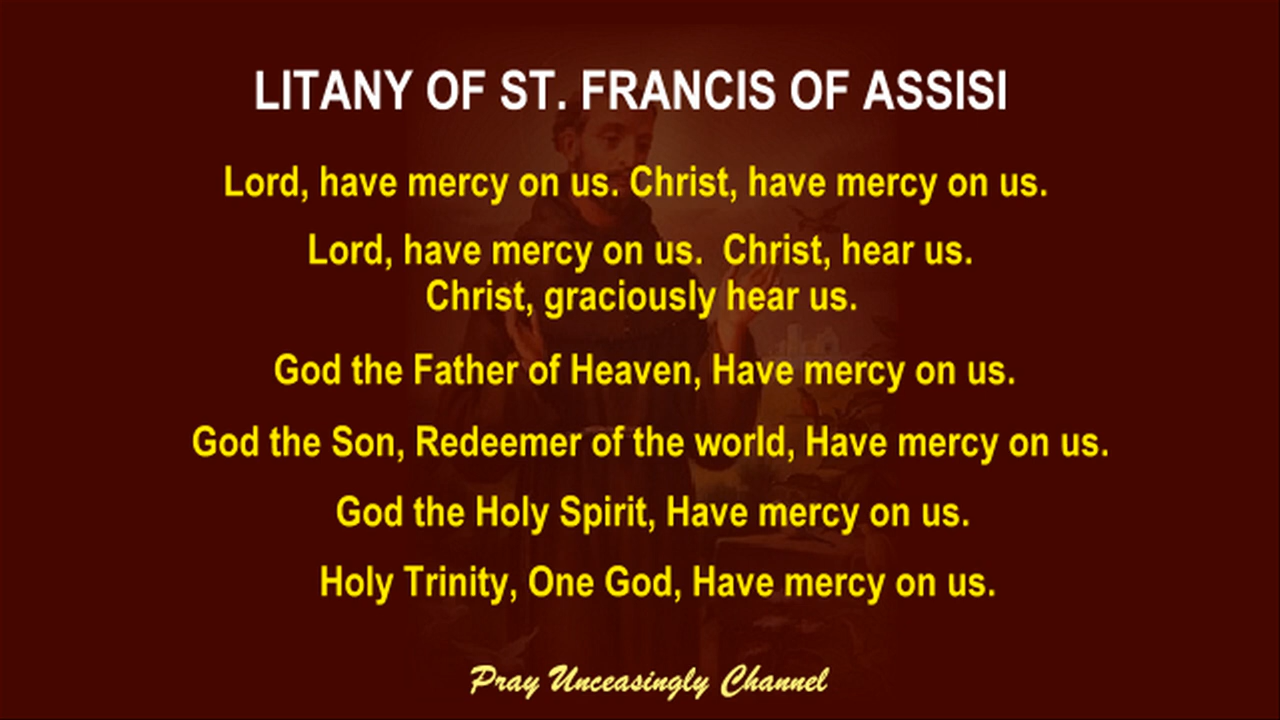 LITANY OF ST. FRANCIS OF ASSISI
Lord, have mercy on us. Christ, have mercy on us.
Lord, have mercy on us. Christ, hear us.
Christ, graciously hear us.
God the Father of Heaven, Have mercy on us.
God the Son, Redeemer of the world, Have mercy on us.
God the Holy Spirit, Have mercy on us.
Holy Trinity, One God, Have mercy on us.
Pray Unceasingly Channel